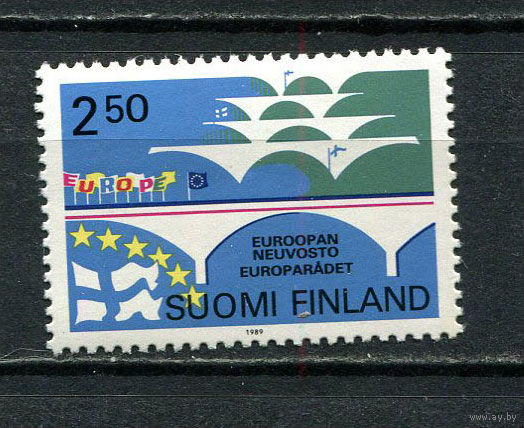 2 50
EUROPE
EUROOPAN
NEUVOSTO
EUROPARÅDET
SUOMI FINLAND
1989
www.ay.by